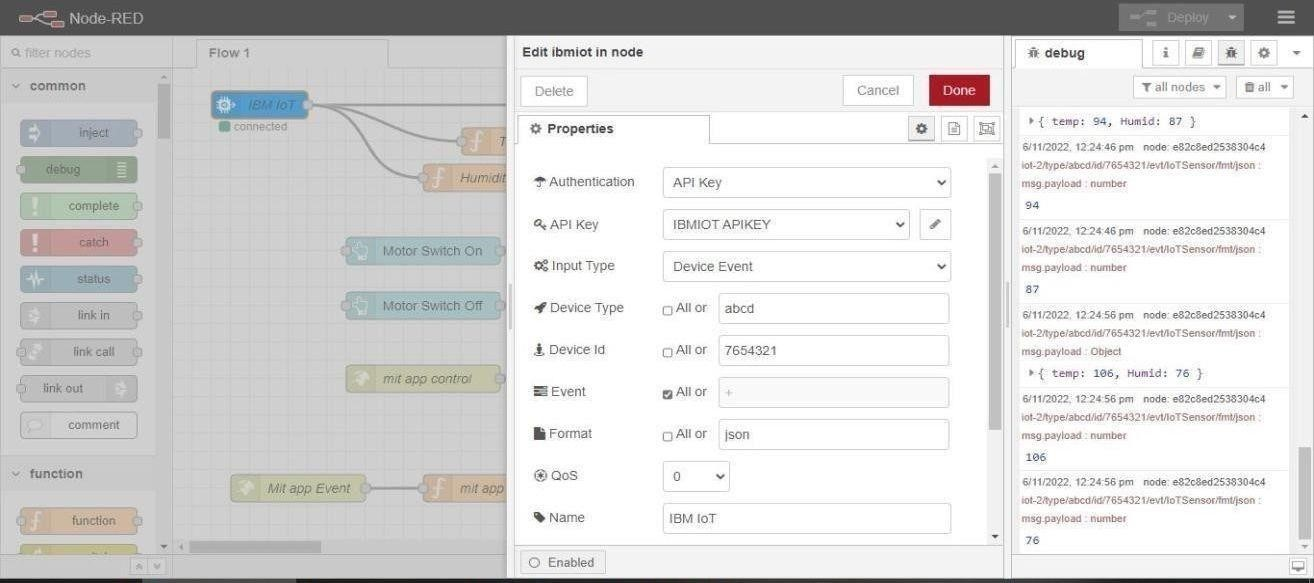 Node-RED
Deploy
filter nodes
Flow 1
common
inject
debug
complete
catch
status
link in
link call
link out
comment
function
function
IBM IoT
connected
T
Humidit
Motor Switch On
Motor Switch Off
mit app control
Mit app Event
mit app
Edit ibmiot in node
Delete
Cancel
Done
Properties
Authentication
API Key
API Key
IBMIOT APIKEY
Input Type
Device Event
Device Type
All or
abcd
Device Id
All or
7654321
Event
All or
+
Format
All or
json
QoS
0
Name
IBM IoT
Enabled
debug
i
all nodes
all
{ temp: 94, Humid: 87 }
6/11/2022, 12:24:46 pm node: e82c8ed2538304c4
iot-2/type/abcd/id/7654321/evt/IoTSensor/fmt/json :
msg.payload : number
94
6/11/2022, 12:24:46 pm node: e82c8ed2538304c4
iot-2/type/abcd/id/7654321/evt/IoTSensor/fmt/json :
msg.payload : number
87
6/11/2022, 12:24:56 pm node: e82c8ed2538304c4
iot-2/type/abcd/id/7654321/evt/IoTSensor/fmt/json :
msg.payload : Object
{ temp: 106, Humid: 76 }
6/11/2022, 12:24:56 pm node: e82c8ed2538304c4
iot-2/type/abcd/id/7654321/evt/IoTSensor/fmt/json :
msg.payload : number
106
6/11/2022, 12:24:56 pm node: e82c8ed2538304c4
iot-2/type/abcd/id/7654321/evt/IoTSensor/fmt/json :
msg.payload : number
76